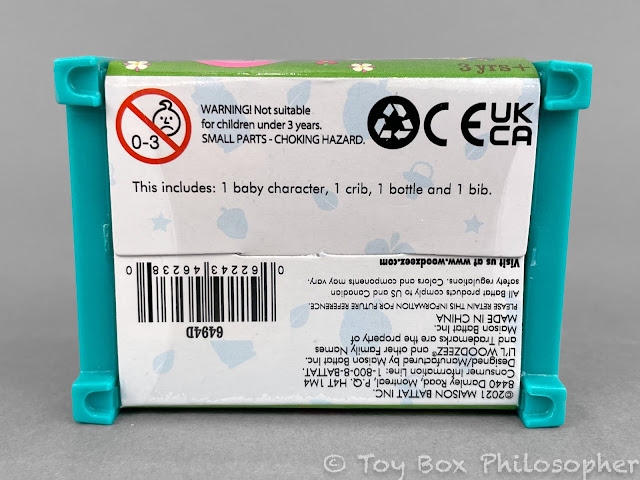 3 yrs+
0-3
WARNING! Not suitable
for children under 3 years.
SMALL PARTS - CHOKING HAZARD.
CE UK
CA
This includes: 1 baby character, 1 crib, 1 bottle and 1 bib.
©2021 MAISON BATTAT INC.
8440 Darnley Road, Montreal, P.Q. H4T 1M4
Consumer Information Line: 1-800-BATTAT.
Designed/Manufactured by Maison Battat Inc.
LI'L WOODZEEZ® and other Family Names
and Trademarks are the property of
Maison Battat Inc.
MADE IN CHINA
PLEASE RETAIN THIS INFORMATION FOR FUTURE REFERENCE.
All Battat products comply to US and Canadian
safety regulations. Colors and components may vary.
Visit us at www.woodzeez.com
6494D
0 62243 46238 0
© Toy Box Philosopher